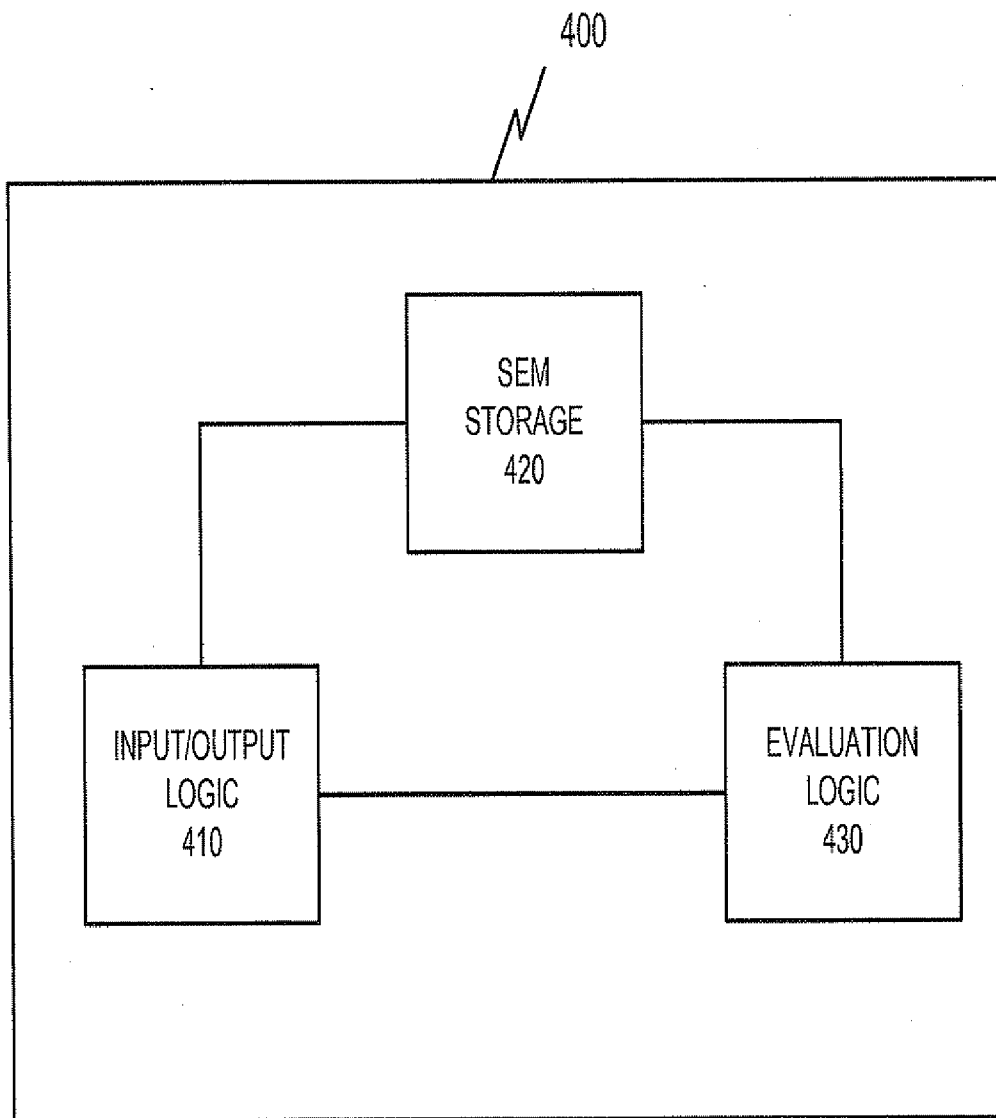 400
SEM
STORAGE
420
INPUT/OUTPUT
LOGIC
410
EVALUATION
LOGIC
430